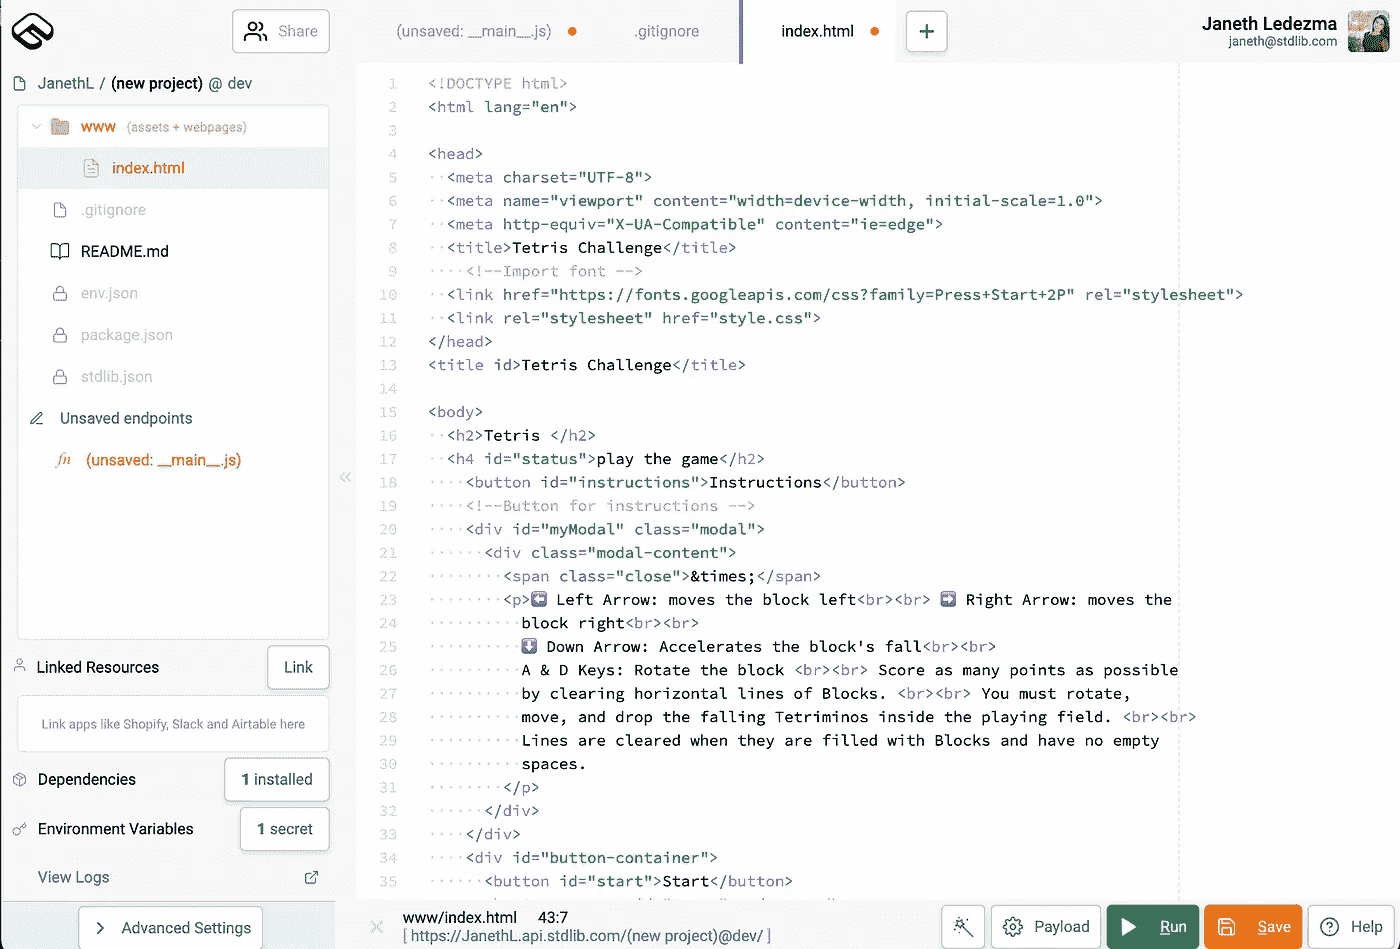 Share
(unsaved: __main__.js)
.gitignore
index.html
+
Janeth Ledezma
janeth@stdlib.com
JanethL / (new project) @ dev
www (assets + webpages)
index.html
.gitignore
README.md
env.json
package.json
stdlib.json
Unsaved endpoints
fn (unsaved: __main__.js)
Linked Resources
Link
Link apps like Shopify, Slack and Airtable here
Dependencies
1 installed
Environment Variables
1 secret
View Logs
Advanced Settings
1 <!DOCTYPE html>
2 <html lang="en">
3
4 <head>
5 ··<meta charset="UTF-8">
6 ··<meta name="viewport" content="width=device-width, initial-scale=1.0">
7 ··<meta http-equiv="X-UA-Compatible" content="ie=edge">
8 ··<title>Tetris Challenge</title>
9 ····<!--Import font -->
10 ··<link href="https://fonts.googleapis.com/css?family=Press+Start+2P" rel="stylesheet">
11 ··<link rel="stylesheet" href="style.css">
12 </head>
13 <title id>Tetris Challenge</title>
14
15 <body>
16 ··<h2>Tetris </h2>
17 ··<h4 id="status">play the game</h2>
18 ····<button id="instructions">Instructions</button>
19 ····<!--Button for instructions -->
20 ····<div id="myModal" class="modal">
21 ······<div class="modal-content">
22 ········<span class="close">&times;</span>
23 ········<p>⬅️ Left Arrow: moves the block left<br><br> ➡️ Right Arrow: moves the
24 ··········block right<br><br>
25 ··········⬇️ Down Arrow: Accelerates the block's fall<br><br>
26 ··········A & D Keys: Rotate the block <br><br> Score as many points as possible
27 ··········by clearing horizontal lines of Blocks. <br><br> You must rotate,
28 ··········move, and drop the falling Tetriminos inside the playing field. <br><br>
29 ··········Lines are cleared when they are filled with Blocks and have no empty
30 ··········spaces.
31 ········</p>
32 ······</div>
33 ····</div>
34 ····<div id="button-container">
35 ······<button id="start">Start</button>
www/index.html 43:7
[ https://JanethL.api.stdlib.com/(new project)@dev/ ]
Payload
Run
Save
Help